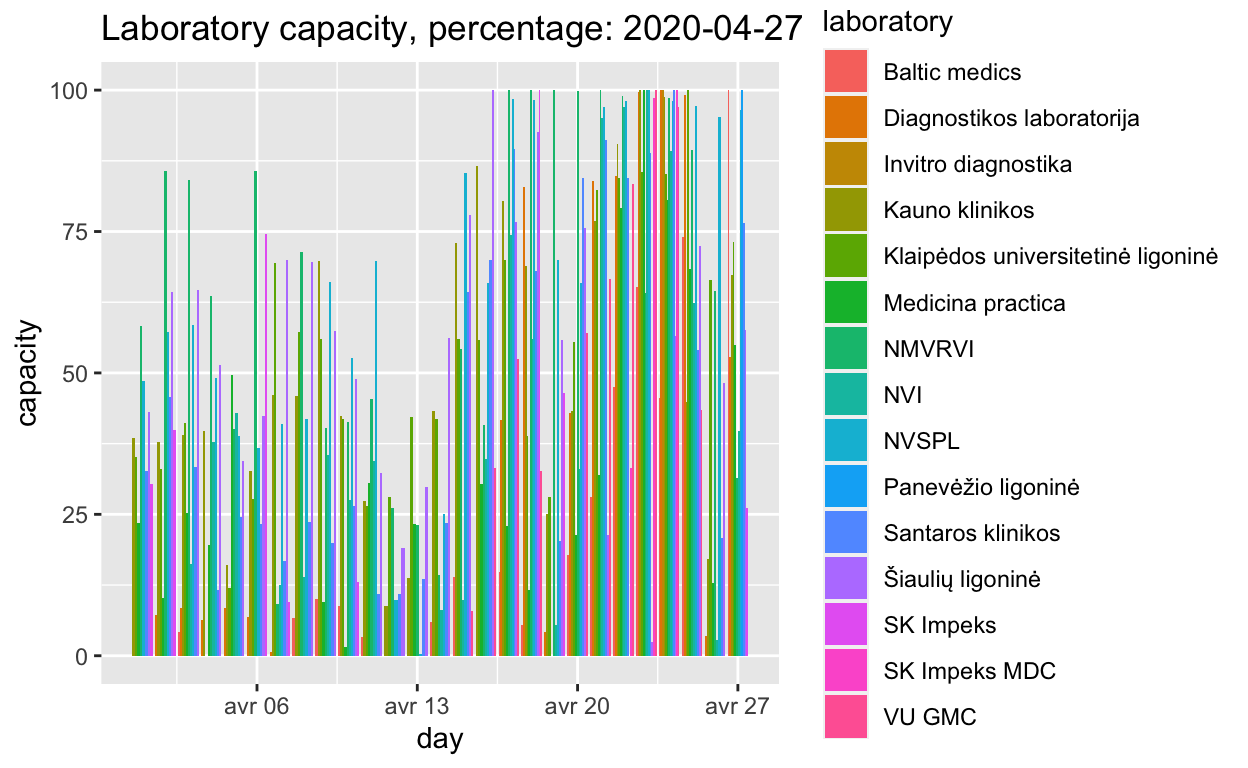 Laboratory capacity, percentage: 2020-04-27
laboratory
Baltic medics
Diagnostikos laboratorija
Invitro diagnostika
Kauno klinikos
Klaipėdos universitetinė ligoninė
Medicina practica
NMVRVI
NVI
NVSPL
Panevėžio ligoninė
Santaros klinikos
Šiaulių ligoninė
SK Impeks
SK Impeks MDC
VU GMC
capacity
100
75
50
25
0
avr 06
avr 13
avr 20
avr 27
day